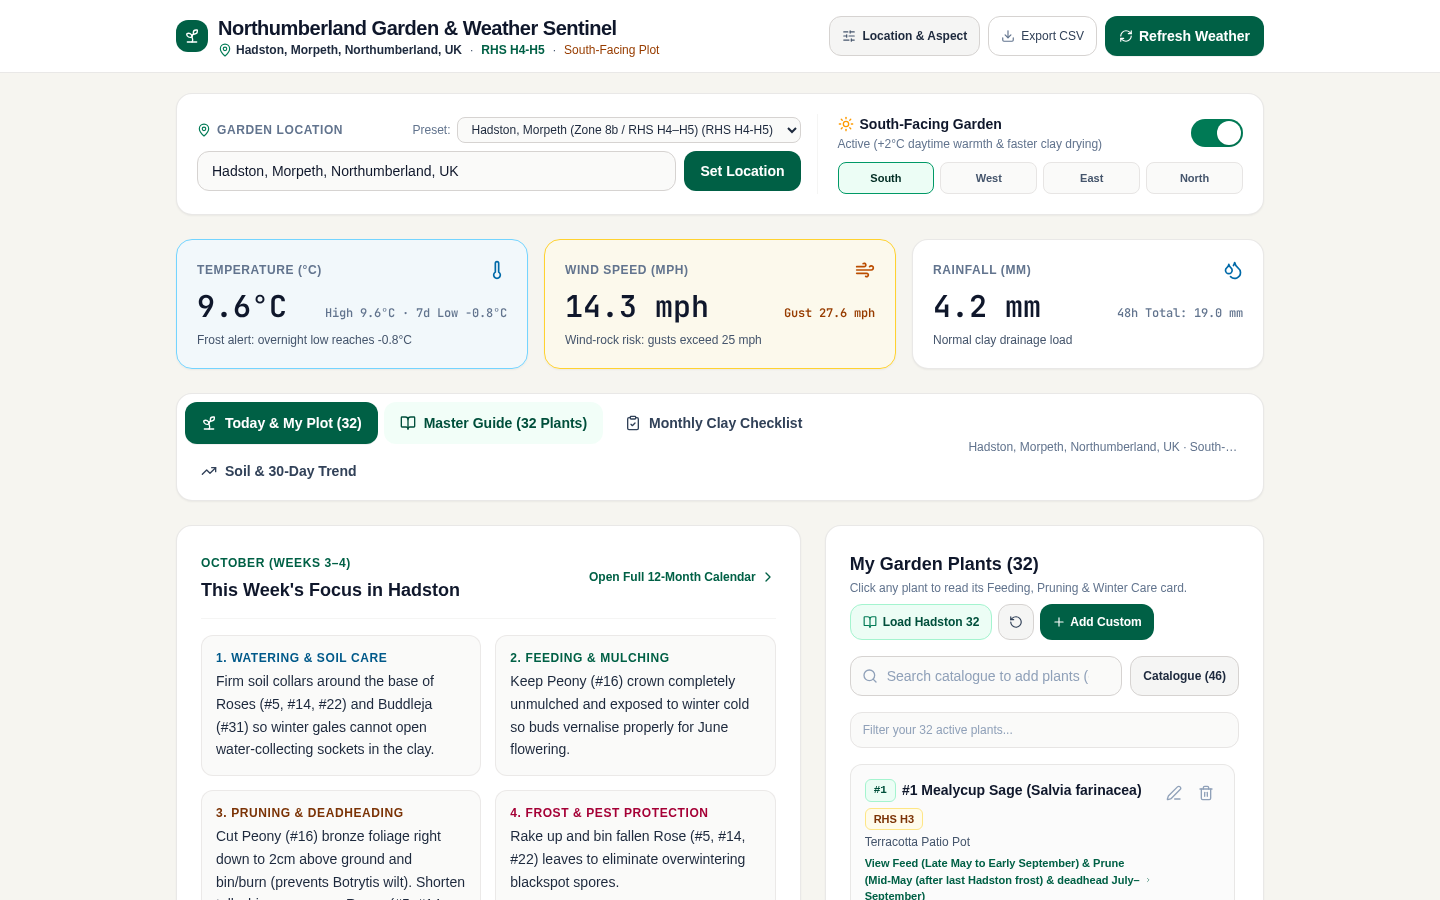 Northumberland Garden & Weather Sentinel
Hadston, Morpeth, Northumberland, UK · RHS H4-H5 · South-Facing Plot
Location & Aspect
Export CSV
Refresh Weather
GARDEN LOCATION
Preset:
Hadston, Morpeth (Zone 8b / RHS H4–H5) (RHS H4-H5)
Hadston, Morpeth, Northumberland, UK
Set Location
South-Facing Garden
Active (+2°C daytime warmth & faster clay drying)
South
West
East
North
TEMPERATURE (°C)
9.6°C
High 9.6°C · 7d Low -0.8°C
Frost alert: overnight low reaches -0.8°C
WIND SPEED (MPH)
14.3 mph
Gust 27.6 mph
Wind-rock risk: gusts exceed 25 mph
RAINFALL (MM)
4.2 mm
48h Total: 19.0 mm
Normal clay drainage load
Today & My Plot (32)
Master Guide (32 Plants)
Monthly Clay Checklist
Soil & 30-Day Trend
Hadston, Morpeth, Northumberland, UK · South-…
OCTOBER (WEEKS 3–4)
This Week's Focus in Hadston
Open Full 12-Month Calendar
1. WATERING & SOIL CARE
Firm soil collars around the base of
Roses (#5, #14, #22) and Buddleja
(#31) so winter gales cannot open
water-collecting sockets in the clay.
2. FEEDING & MULCHING
Keep Peony (#16) crown completely
unmulched and exposed to winter cold
so buds vernalise properly for June
flowering.
3. PRUNING & DEADHEADING
Cut Peony (#16) bronze foliage right
down to 2cm above ground and
bin/burn (prevents Botrytis wilt). Shorten
4. FROST & PEST PROTECTION
Rake up and bin fallen Rose (#5, #14,
#22) leaves to eliminate overwintering
blackspot spores.
My Garden Plants (32)
Click any plant to read its Feeding, Pruning & Winter Care card.
Load Hadston 32
Add Custom
Search catalogue to add plants (
Catalogue (46)
Filter your 32 active plants...
#1
#1 Mealycup Sage (Salvia farinacea)
RHS H3
Terracotta Patio Pot
View Feed (Late May to Early September) & Prune
(Mid-May (after last Hadston frost) & deadhead July–
September)